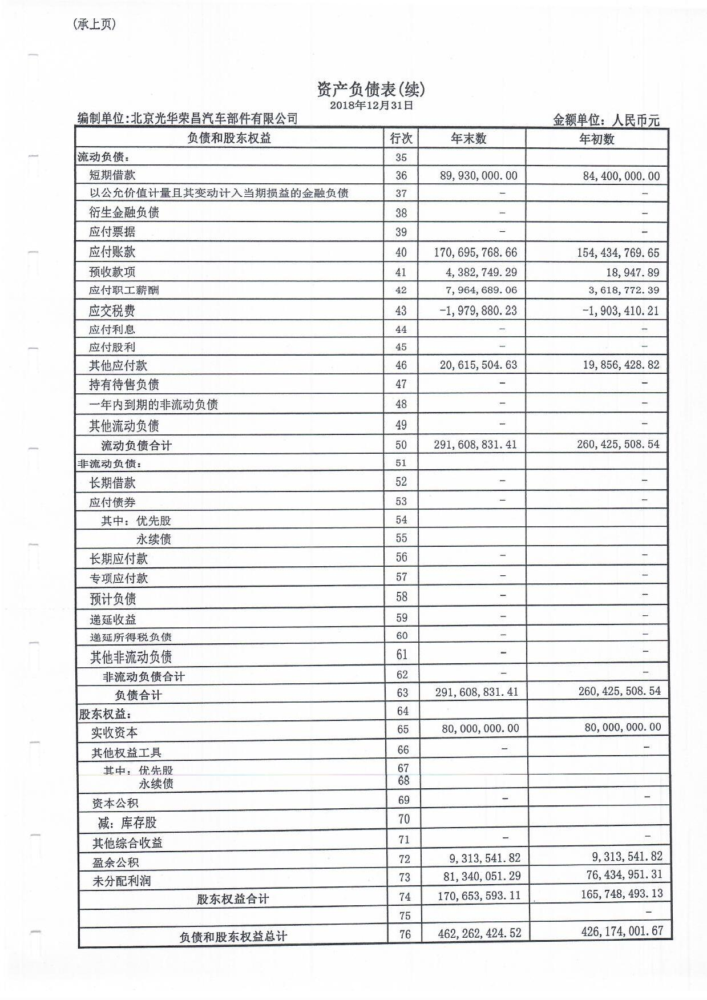 (承上页)
资产负债表(续)
2018年12月31日
编制单位:北京光华荣昌汽车部件有限公司 金额单位：人民币元
负债和股东权益 行次 年末数 年初数
流动负债： 35
短期借款 36 89,930,000.00 84,400,000.00
以公允价值计量且其变动计入当期损益的金融负债 37 - -
衍生金融负债 38 - -
应付票据 39 - -
应付账款 40 170,695,768.66 154,434,769.65
预收款项 41 4,382,749.29 18,947.89
应付职工薪酬 42 7,964,689.06 3,618,772.39
应交税费 43 -1,979,880.23 -1,903,410.21
应付利息 44 - -
应付股利 45 - -
其他应付款 46 20,615,504.63 19,856,428.82
持有待售负债 47 - -
一年内到期的非流动负债 48 - -
其他流动负债 49 - -
流动负债合计 50 291,608,831.41 260,425,508.54
非流动负债： 51
长期借款 52 - -
应付债券 53 - -
其中：优先股 54
永续债 55
长期应付款 56 - -
专项应付款 57 - -
预计负债 58 - -
递延收益 59 - -
递延所得税负债 60 - -
其他非流动负债 61 - -
非流动负债合计 62 - -
负债合计 63 291,608,831.41 260,425,508.54
股东权益： 64
实收资本 65 80,000,000.00 80,000,000.00
其他权益工具 66 - -
其中：优先股 67
永续债 68
资本公积 69 - -
减：库存股 70
其他综合收益 71 - -
盈余公积 72 9,313,541.82 9,313,541.82
未分配利润 73 81,340,051.29 76,434,951.31
股东权益合计 74 170,653,593.11 165,748,493.13
75 -
负债和股东权益总计 76 462,262,424.52 426,174,001.67